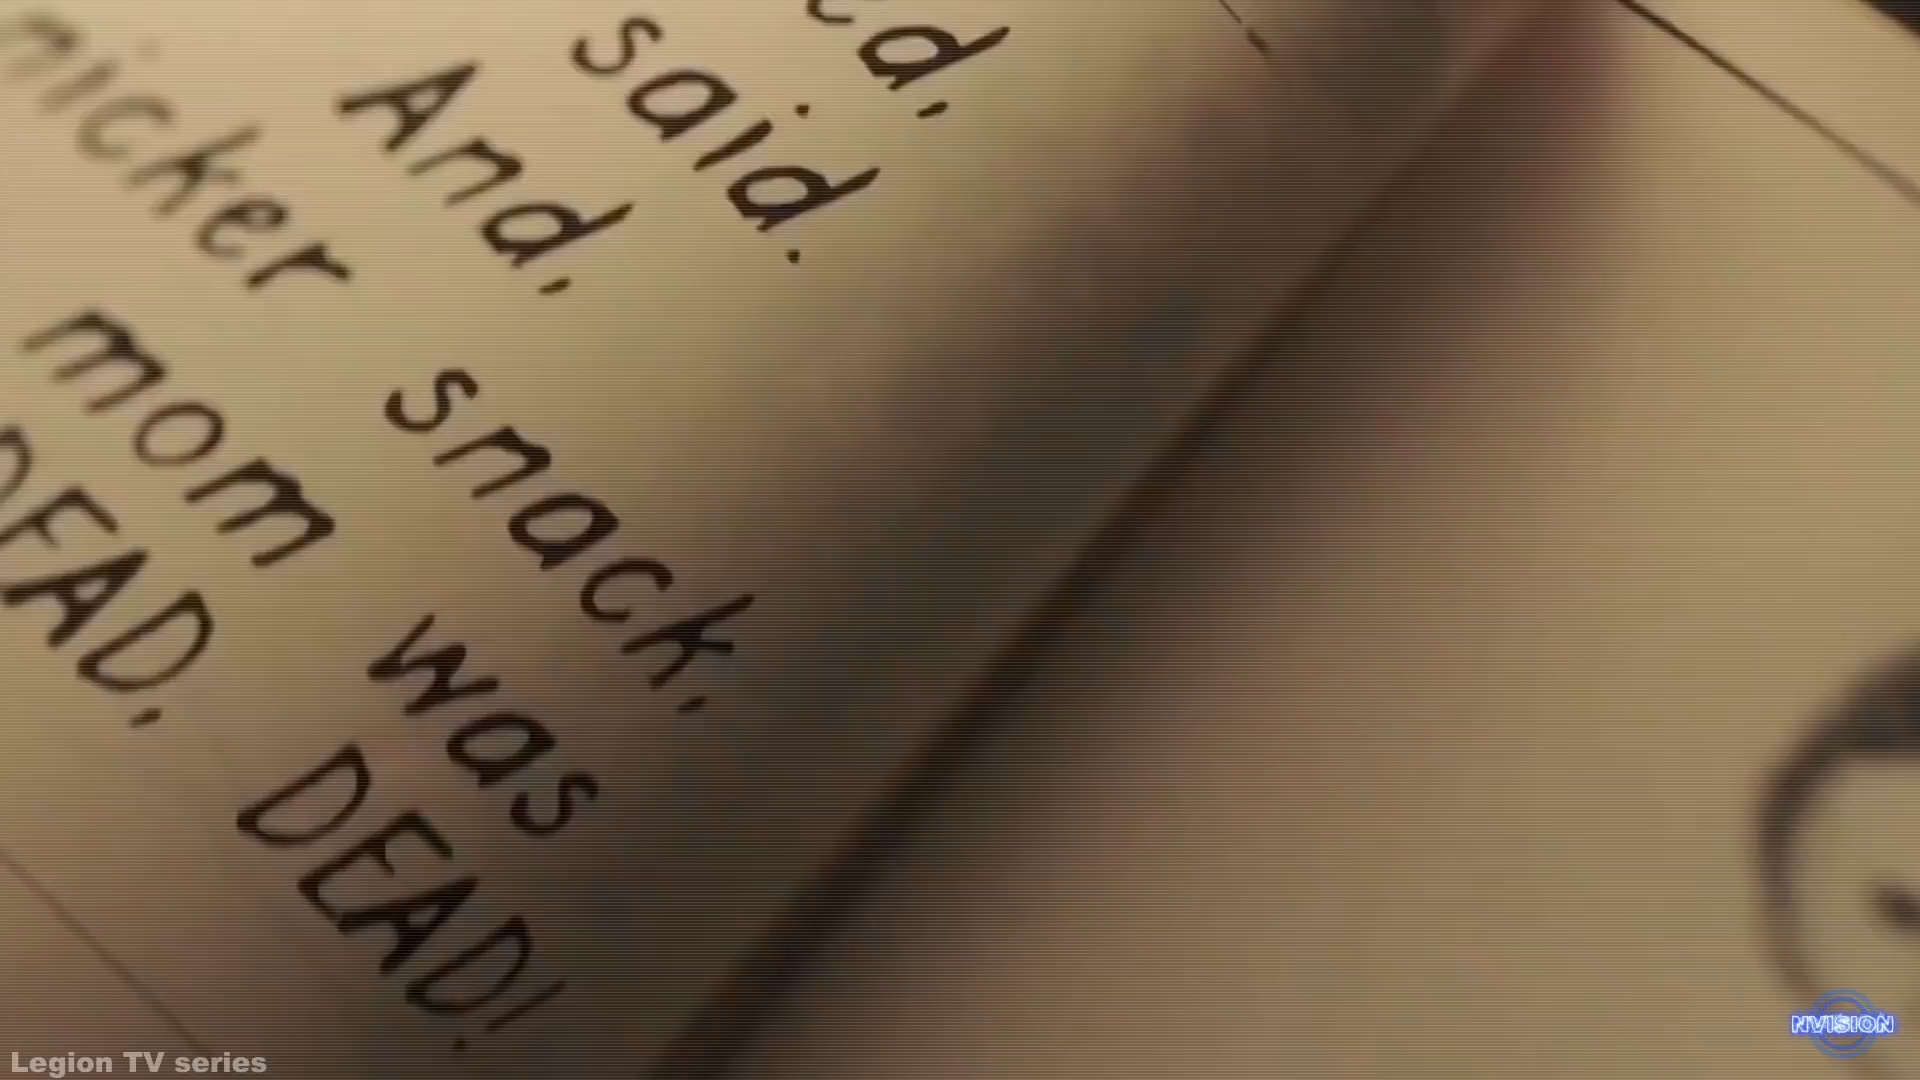 said.
And,
snack,
mom was
DEAD, DEAD!
Legion TV series
NVISION